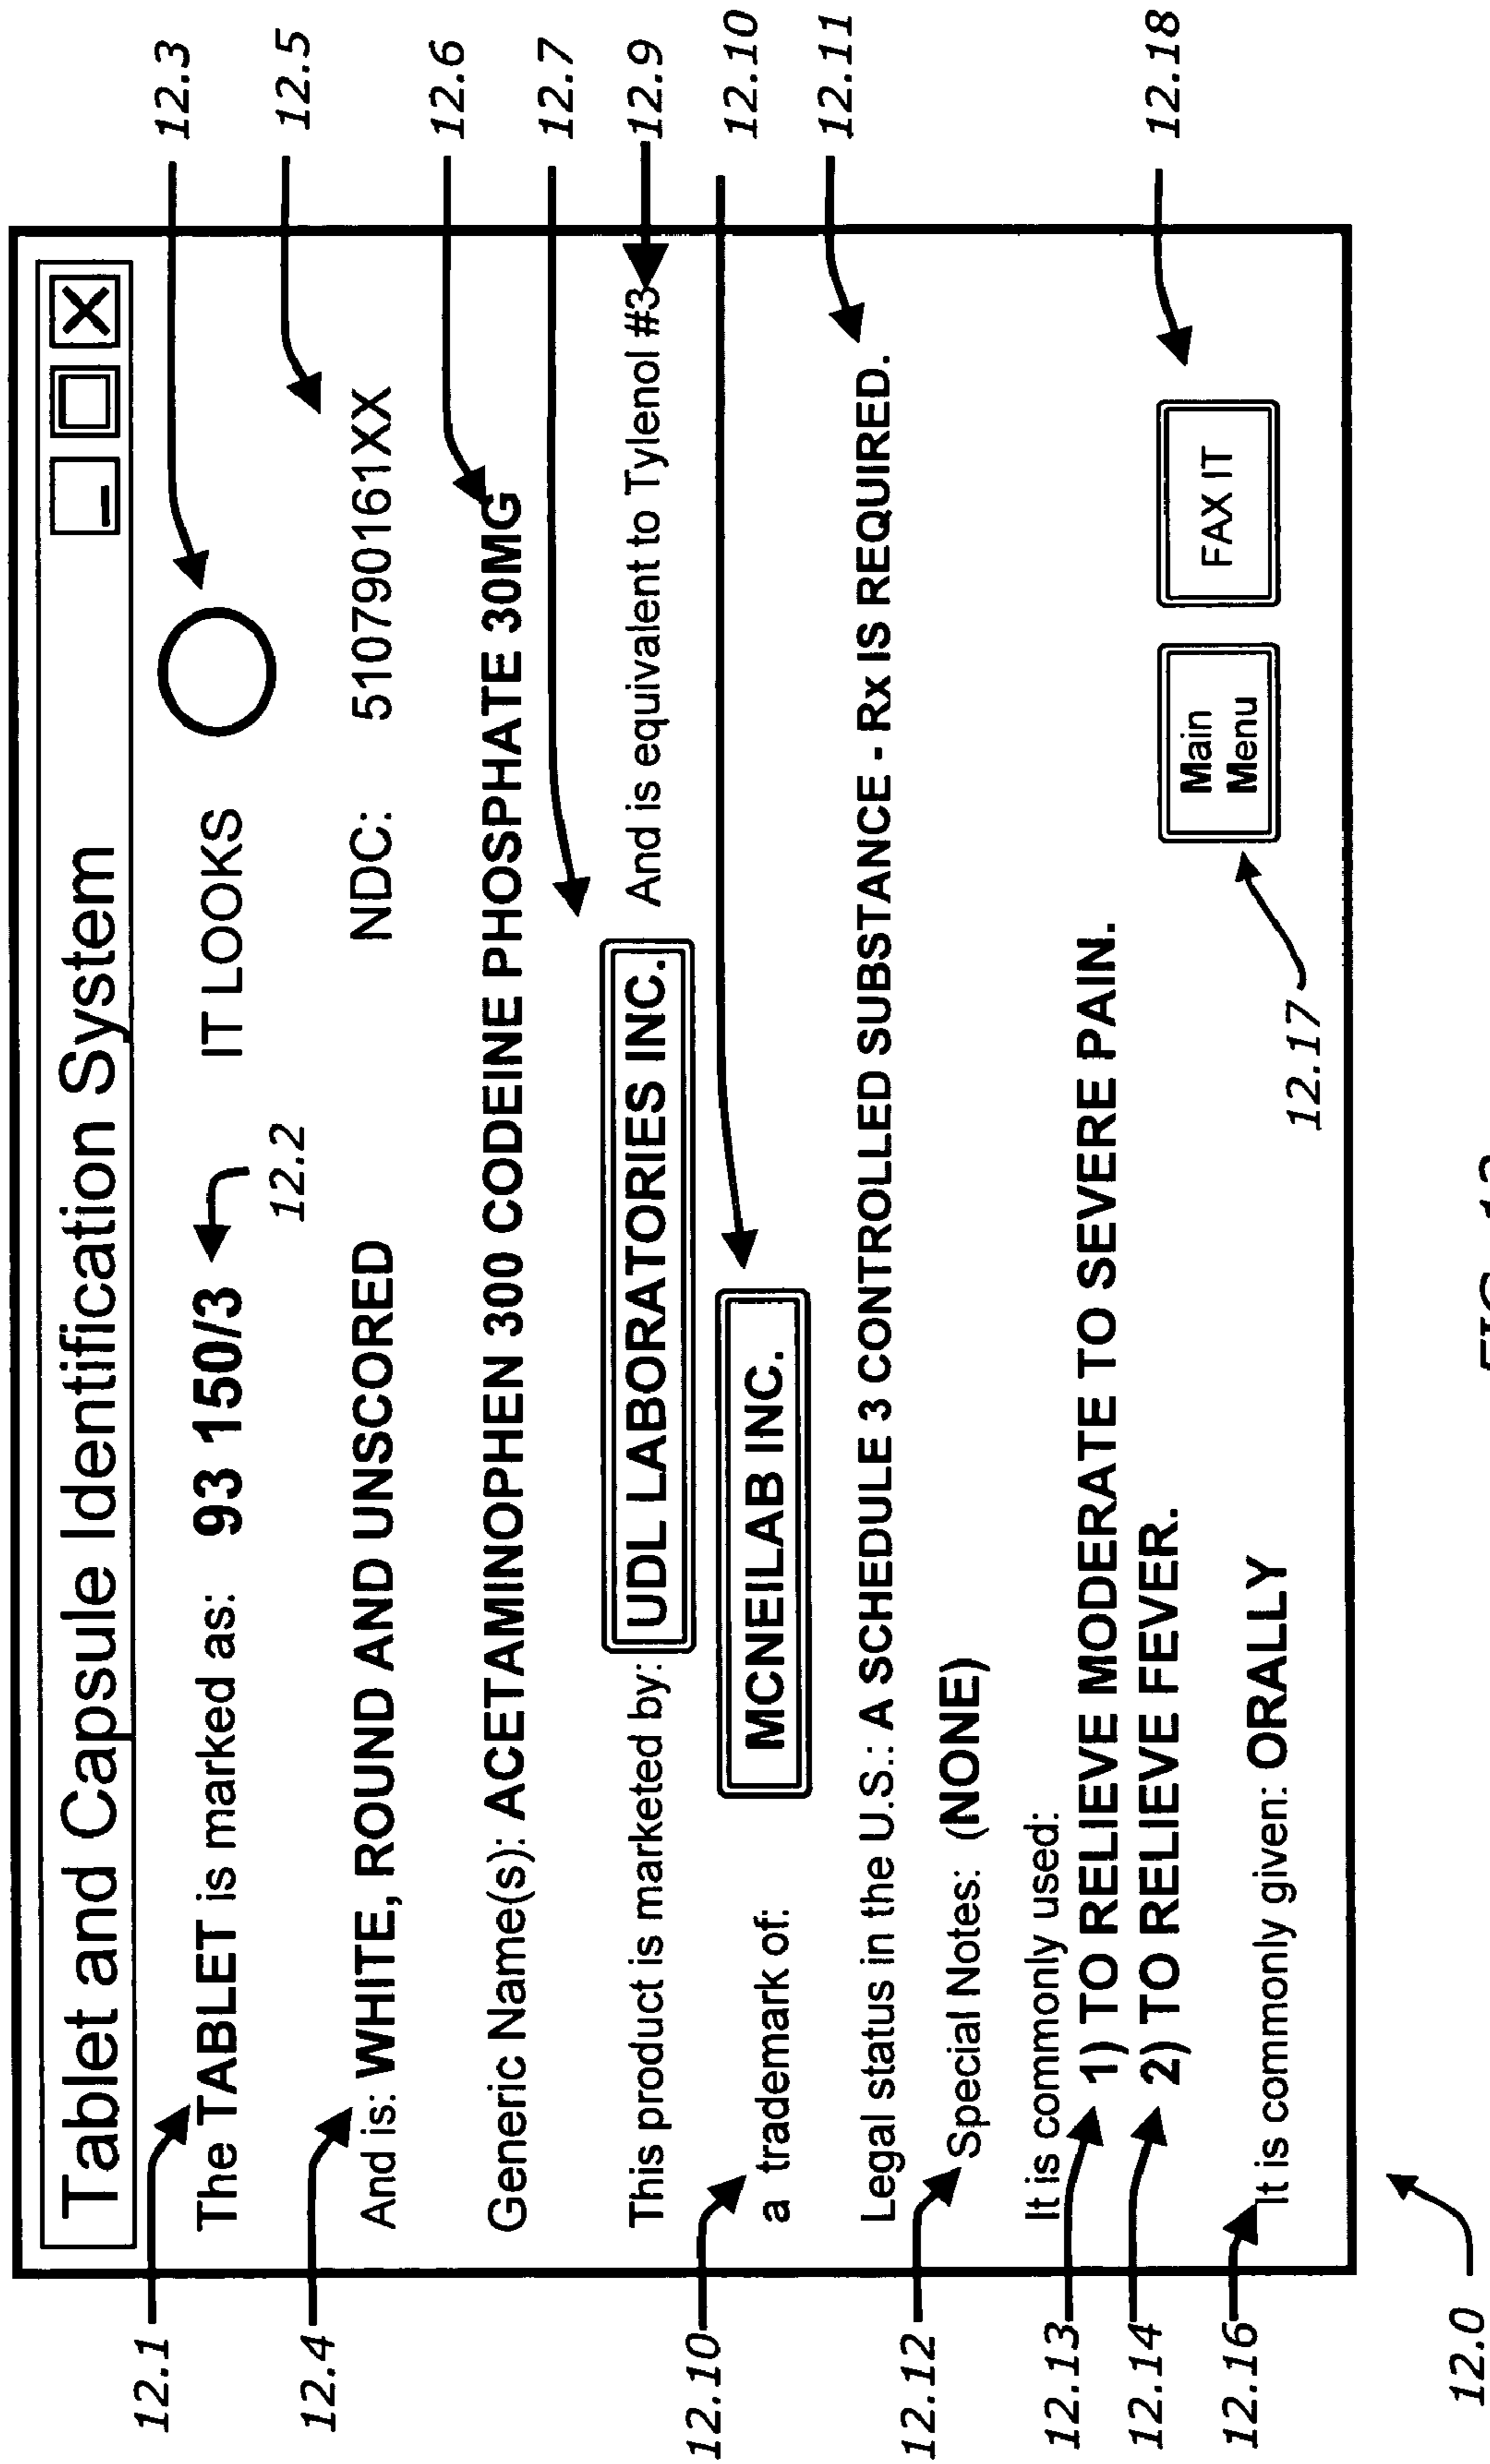 Tablet and Capsule Identification System
12.1 The TABLET is marked as: 93 150/3 12.2 IT LOOKS 12.3
12.4 And is: WHITE, ROUND AND UNSCORED NDC: 510790161XX 12.5
Generic Name(s): ACETAMINOPHEN 300 CODEINE PHOSPHATE 30MG 12.6
This product is marketed by: UDL LABORATORIES INC. 12.7 And is equivalent to Tylenol #3 12.9
12.10 a trademark of: MCNEILAB INC. 12.10
Legal status in the U.S.: A SCHEDULE 3 CONTROLLED SUBSTANCE - Rx IS REQUIRED. 12.11
12.12 Special Notes: (NONE)
It is commonly used:
12.13 1) TO RELIEVE MODERATE TO SEVERE PAIN.
12.14 2) TO RELIEVE FEVER.
12.16 It is commonly given: ORALLY
Main
Menu
12.17
FAX IT 12.18
12.0